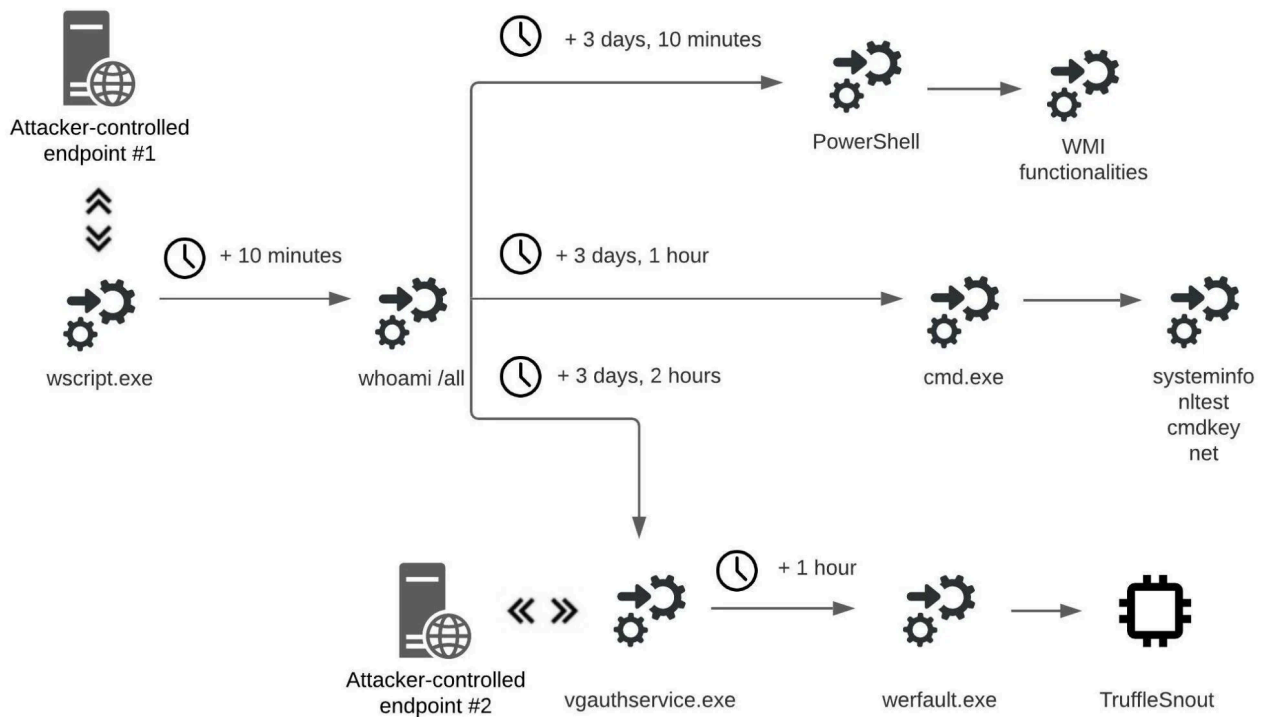 + 3 days, 10 minutes
Attacker-controlled
endpoint #1
PowerShell
WMI
functionalities
+ 10 minutes
+ 3 days, 1 hour
wscript.exe
whoami /all
+ 3 days, 2 hours
cmd.exe
systeminfo
nltest
cmdkey
net
+ 1 hour
Attacker-controlled
endpoint #2
vgauthservice.exe
werfault.exe
TruffleSnout